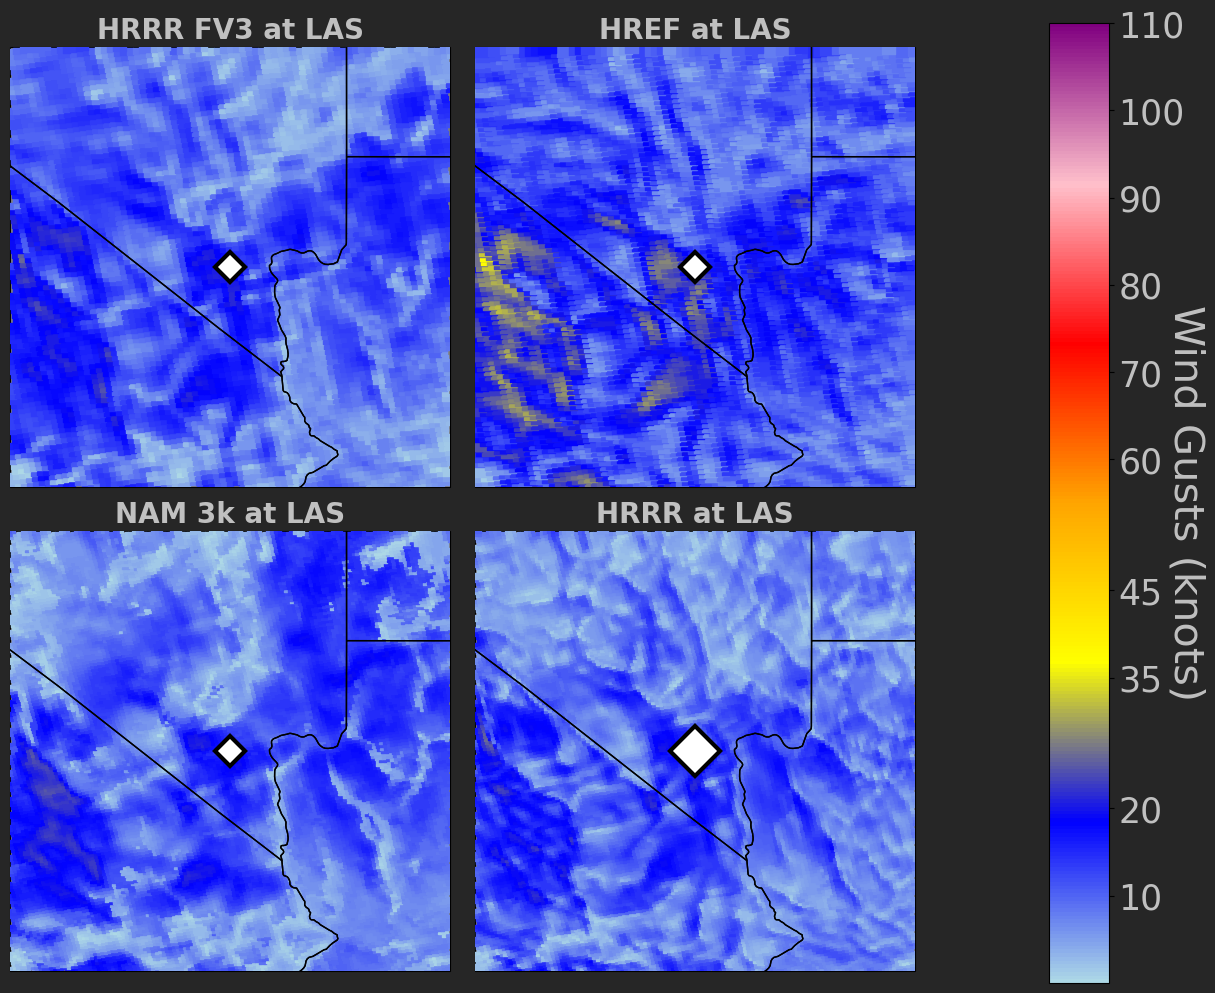 HRRR FV3 at LAS
HREF at LAS
NAM 3k at LAS
HRRR at LAS
110
100
90
80
70
60
45
35
20
10
Wind Gusts (knots)